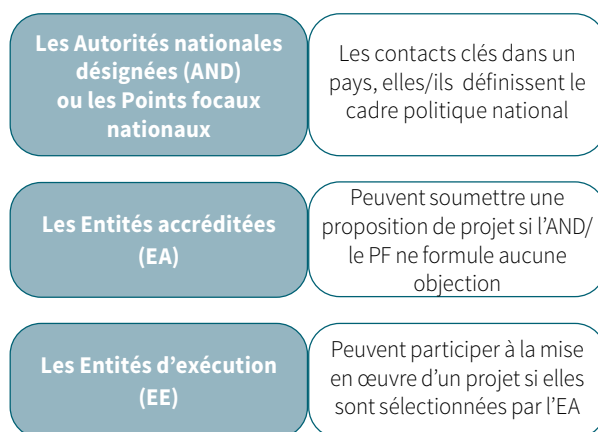 Les Autorités nationales
désignées (AND)
ou les Points focaux
nationaux
Les contacts clés dans un
pays, elles/ils définissent le
cadre politique national
Les Entités accréditées
(EA)
Peuvent soumettre une
proposition de projet si l’AND/
le PF ne formule aucune
objection
Les Entités d’exécution
(EE)
Peuvent participer à la mise
en œuvre d’un projet si elles
sont sélectionnées par l’EA